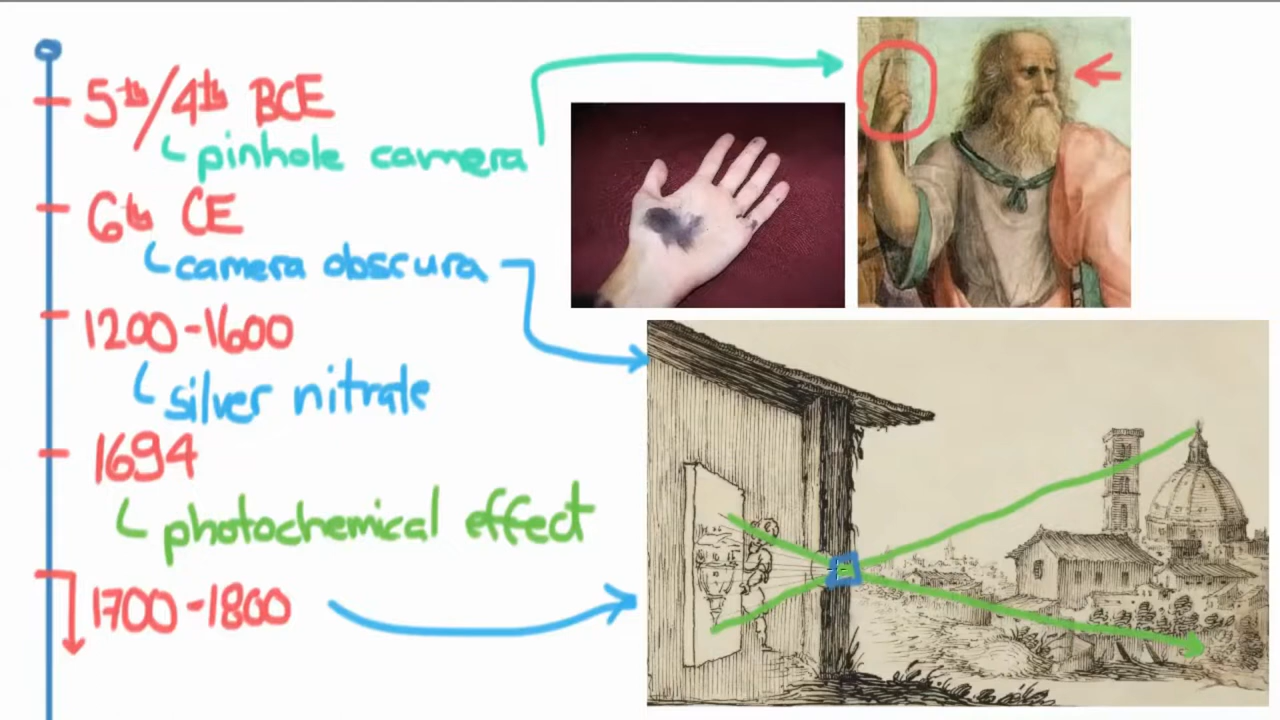 5th/4th BCE
pinhole camera
6th CE
camera obscura
1200-1600
silver nitrate
1694
photochemical effect
1700-1800